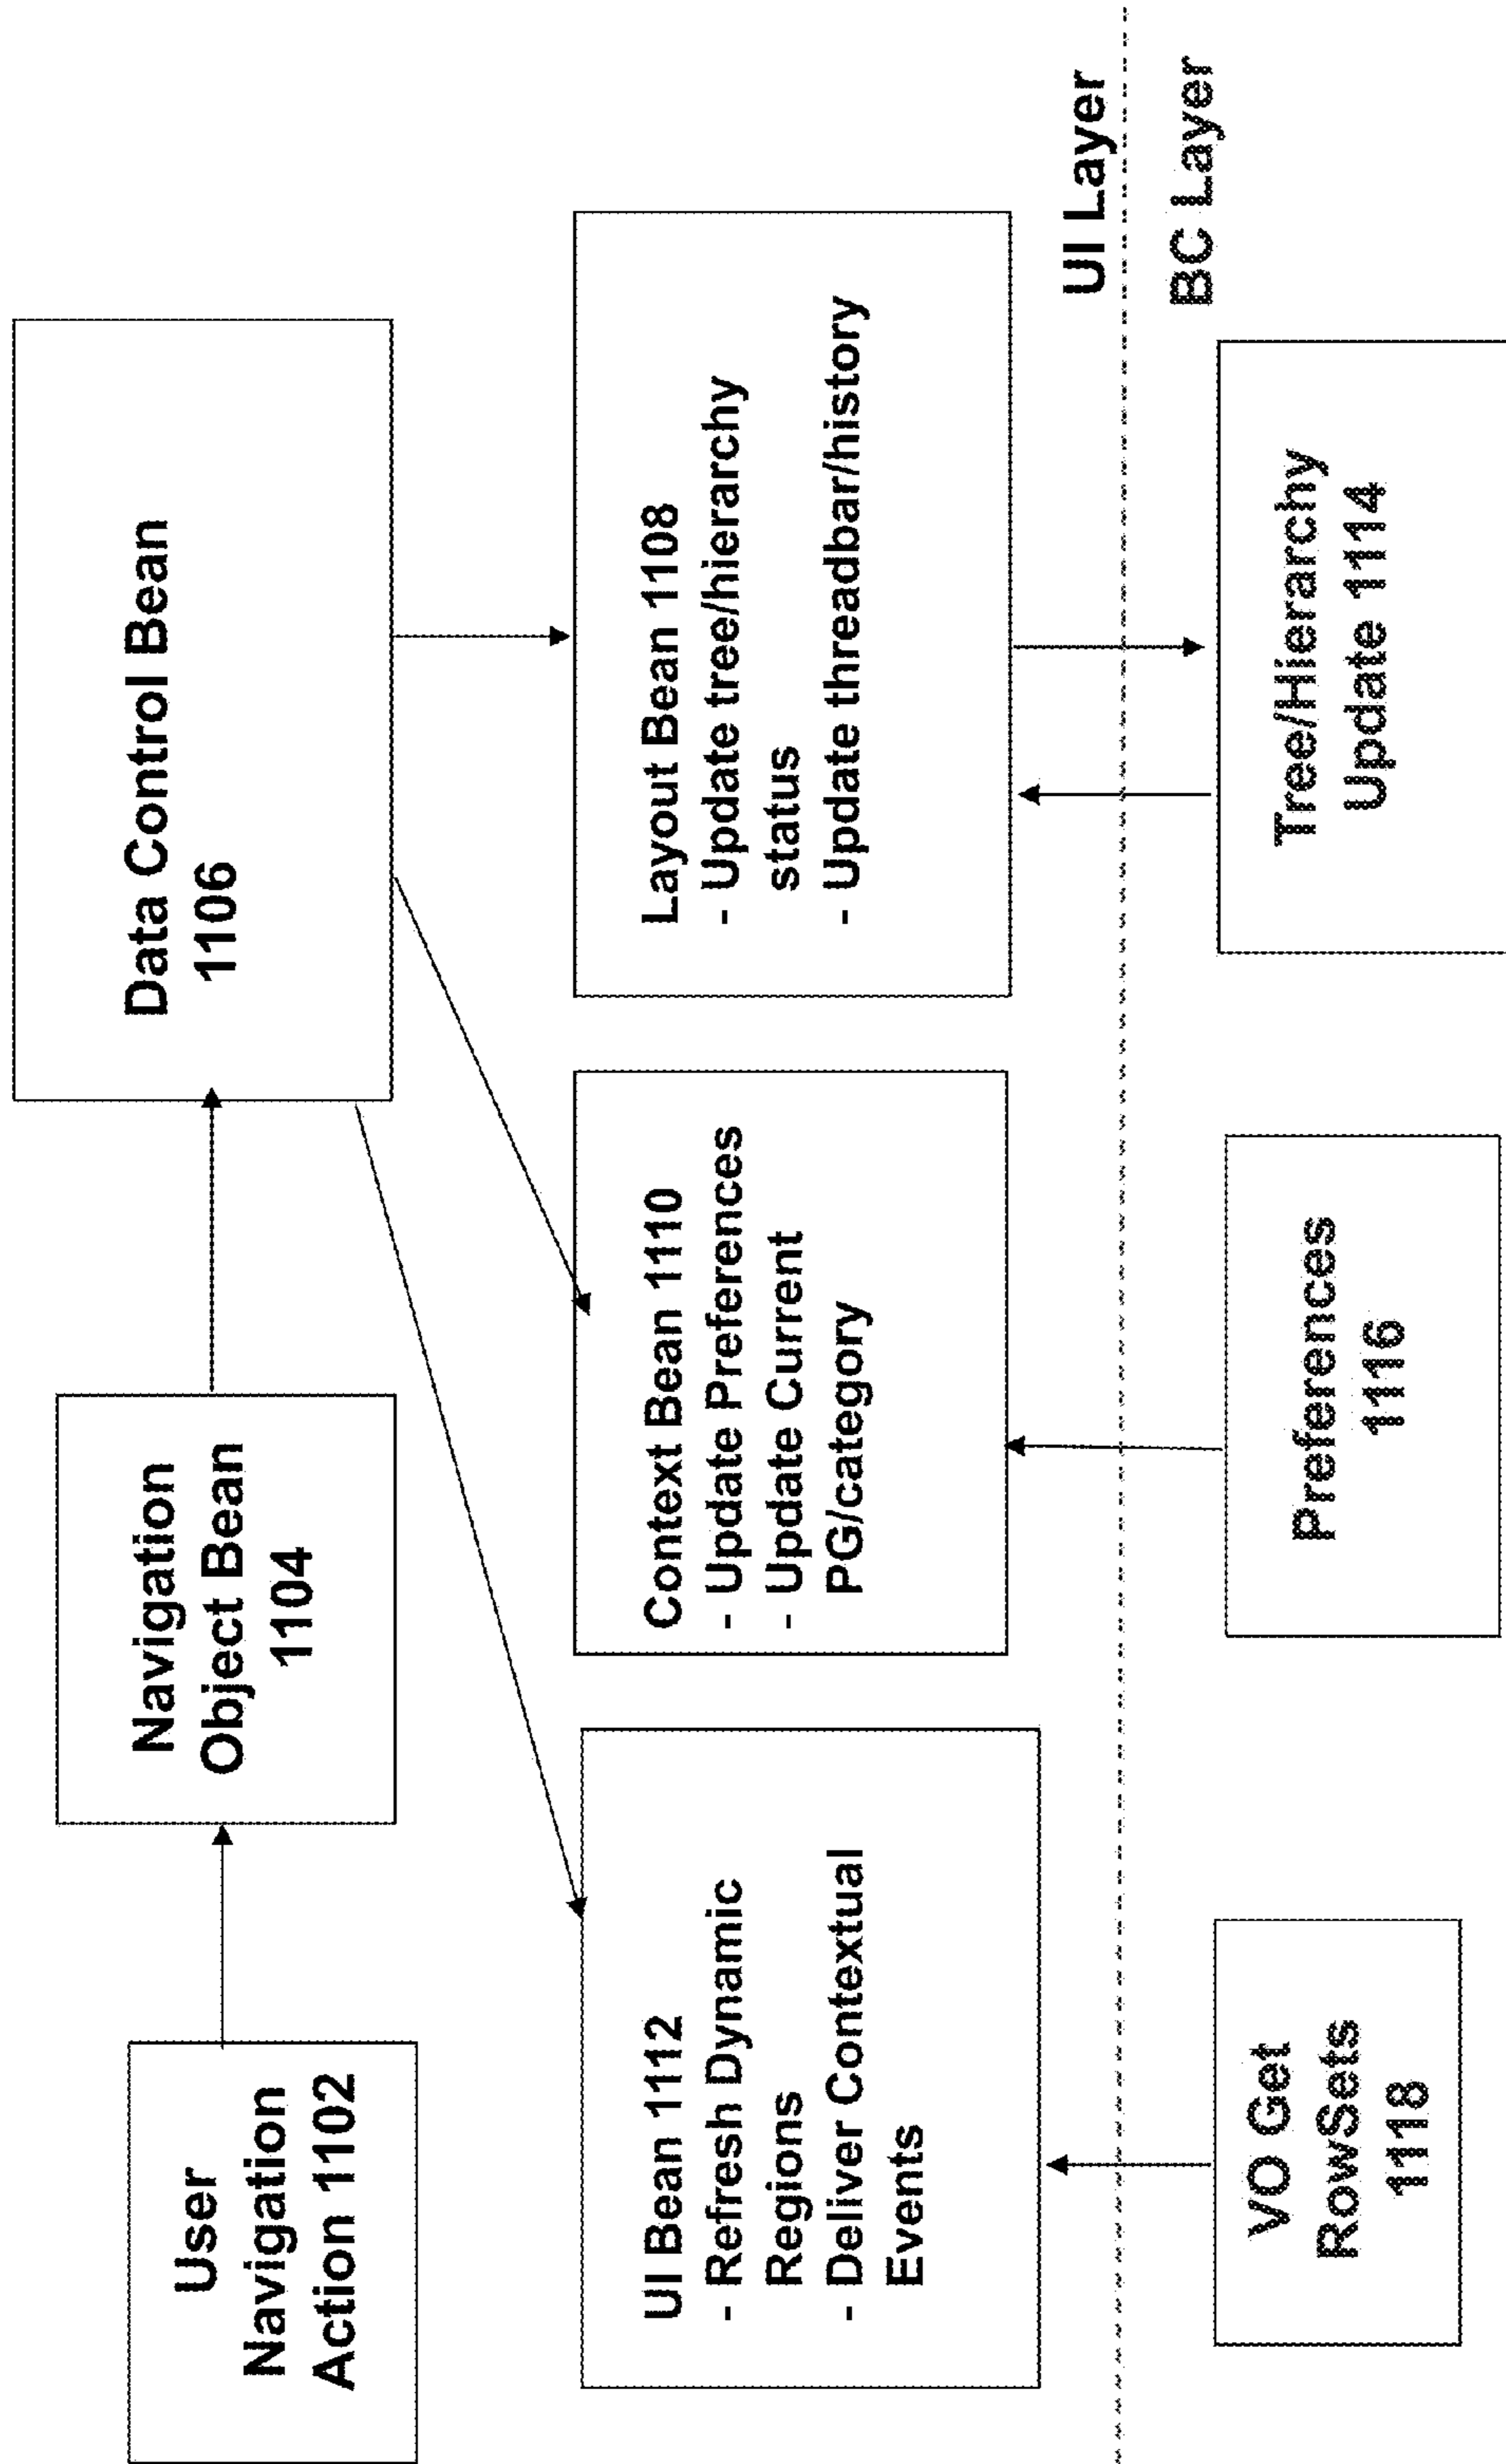 User
Navigation
Action 1102
Navigation
Object Bean
1104
Data Control Bean
1106
UI Bean 1112
- Refresh Dynamic
Regions
- Deliver Contextual
Events
Context Bean 1110
- Update Preferences
- Update Current
PG/category
Layout Bean 1108
- Update tree/hierarchy
status
- Update threadbar/history
UI Layer
BC Layer
VO Get
RowSets
1118
Preferences
1116
Tree/Hierarchy
Update 1114